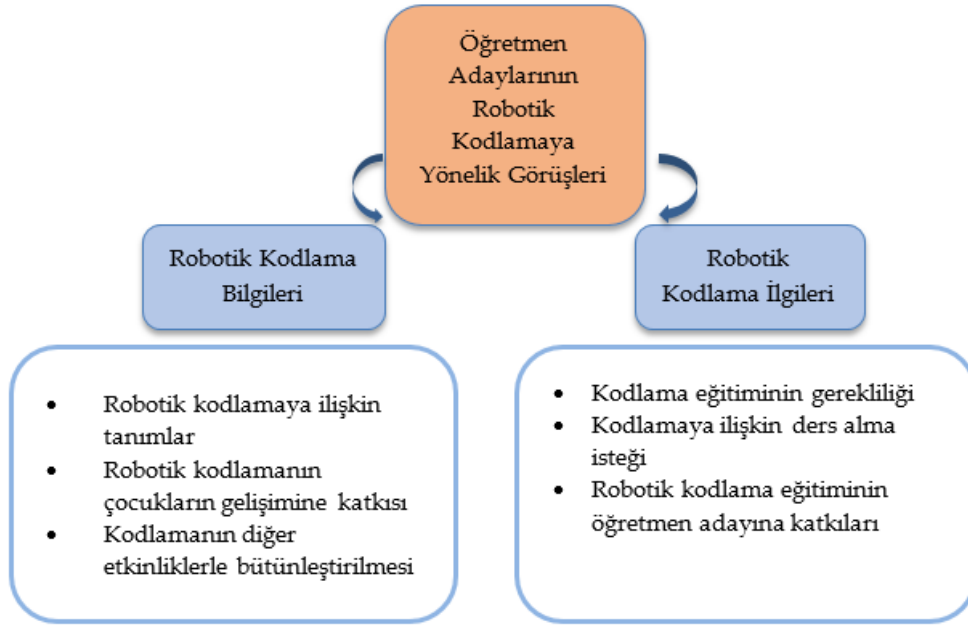 Öğretmen
Adaylarının
Robotik
Kodlamaya
Yönelik Görüşleri
Robotik Kodlama
Bilgileri
Robotik
Kodlama İlgileri
• Robotik kodlamaya ilişkin
tanımlar
• Robotik kodlamanın
çocukların gelişimine katkısı
• Kodlamanın diğer
etkinliklerle bütünleştirilmesi
• Kodlama eğitiminin gerekliliği
• Kodlamaya ilişkin ders alma
isteği
• Robotik kodlama eğitiminin
öğretmen adayına katkıları